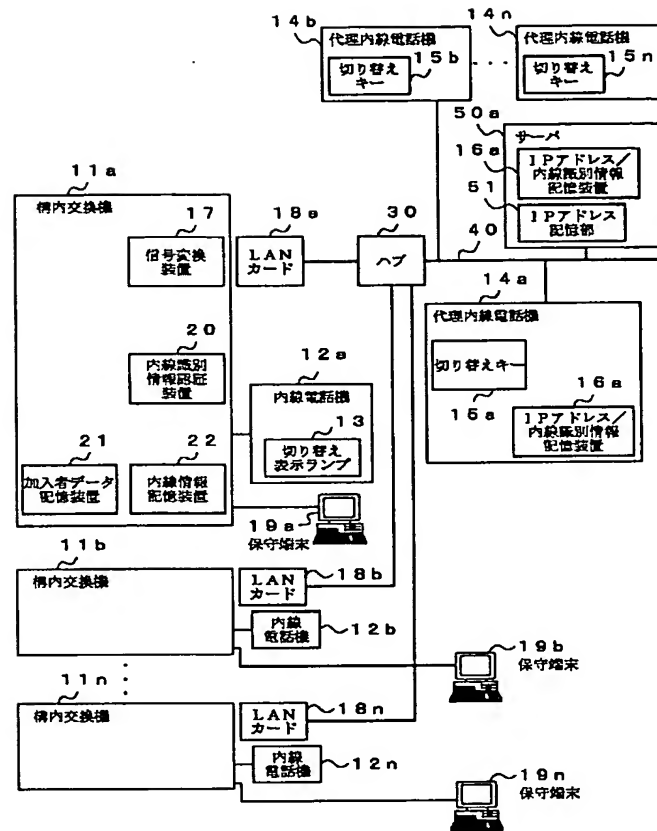 14b
代理内線電話機
切り替え
キー
15b
14n
代理内線電話機
切り替え
キー
15n
50a
サーバ
16a
IPアドレス/
内線識別情報
記憶装置
51
IPアドレス
記憶部
11a
構内交換機
17
信号変換
装置
18a
LAN
カード
30
ハブ
40
14a
代理内線電話機
切り替えキー
15a
16a
IPアドレス/
内線識別情報
記憶装置
20
内線識別
情報認証
装置
12a
内線電話機
13
切り替え
表示ランプ
21
加入者データ
記憶装置
22
内線情報
記憶装置
19a
保守端末
11b
構内交換機
LAN
カード
18b
内線
電話機
12b
19b
保守端末
11n
構内交換機
LAN
カード
18n
内線
電話機
12n
19n
保守端末